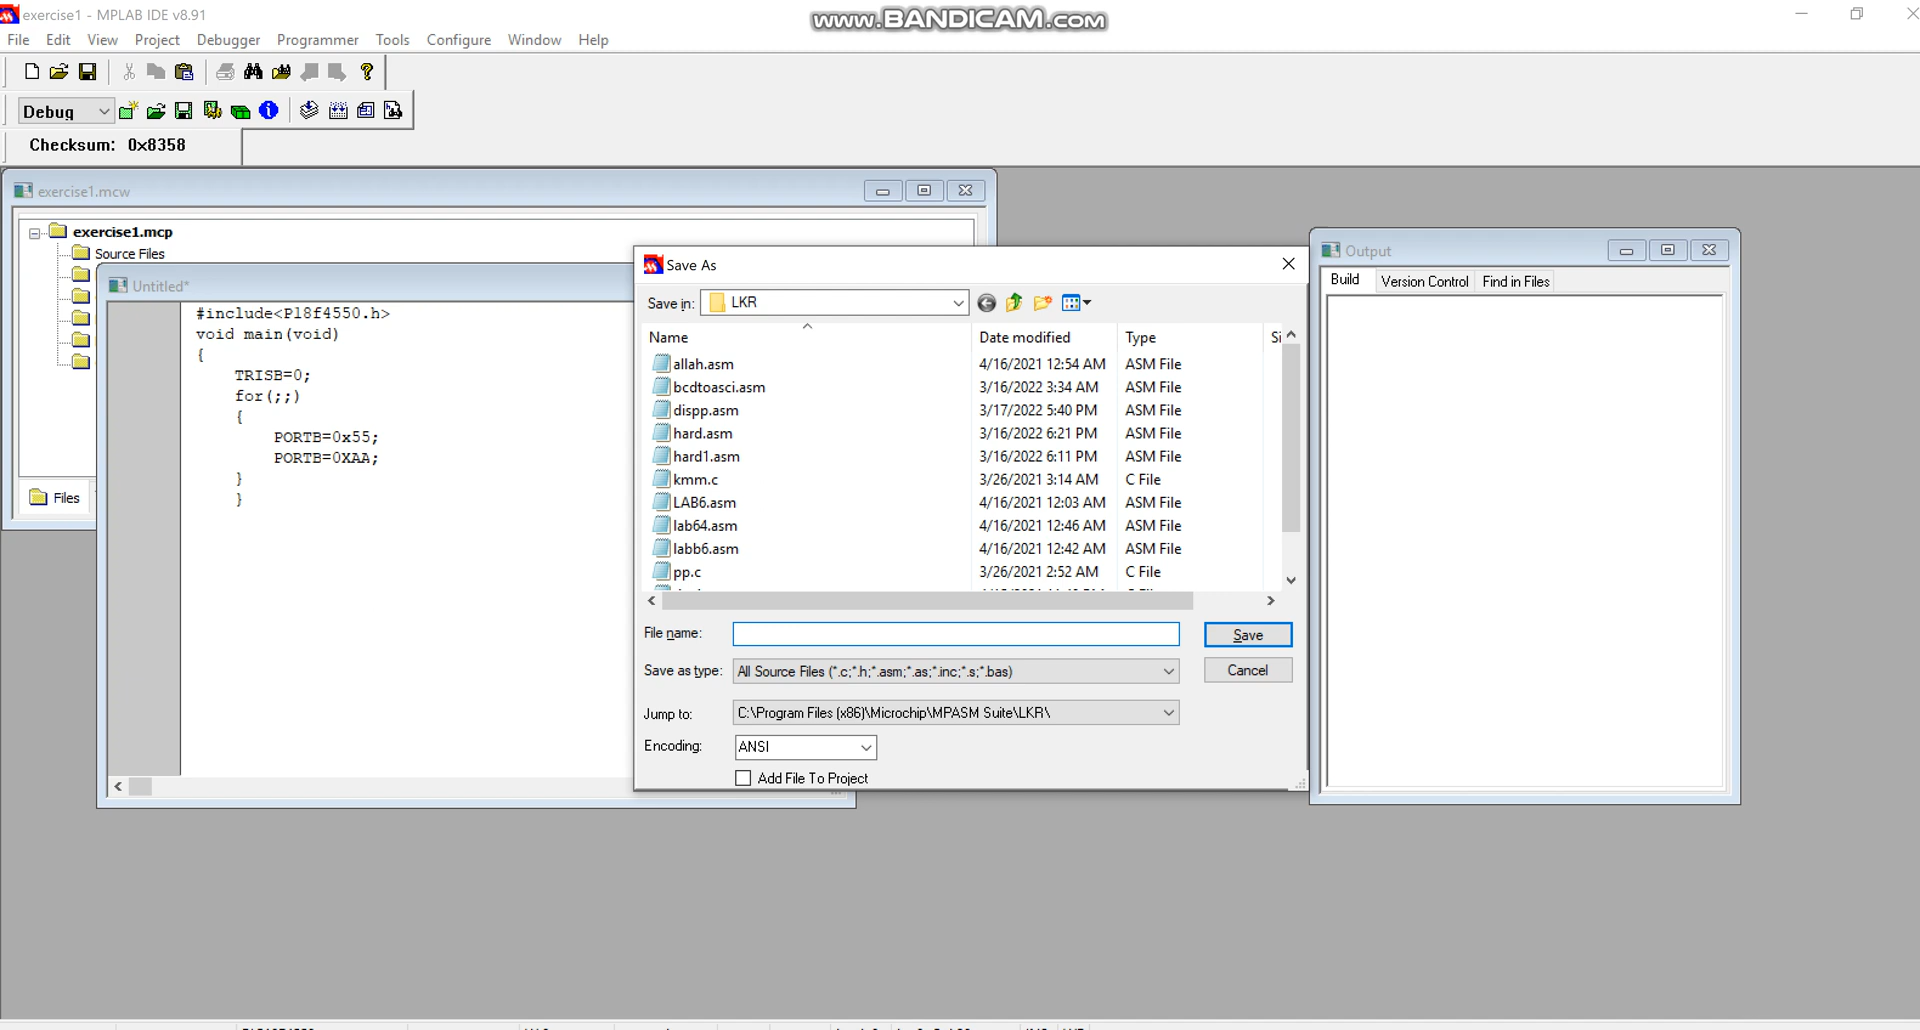 exercise1 - MPLAB IDE v8.91
www.BANDICAM.com
File Edit View Project Debugger Programmer Tools Configure Window Help
Debug
Checksum: 0x8358
exercise1.mcw
exercise1.mcp
Source Files
Files
Untitled*
#include<P18f4550.h>
void main(void)
{
TRISB=0;
for(;;)
{
PORTB=0x55;
PORTB=0XAA;
}
}
Save As
Save in: LKR
Name Date modified Type Si
allah.asm 4/16/2021 12:54 AM ASM File
bcdtoasci.asm 3/16/2022 3:34 AM ASM File
dispp.asm 3/17/2022 5:40 PM ASM File
hard.asm 3/16/2022 6:21 PM ASM File
hard1.asm 3/16/2022 6:11 PM ASM File
kmm.c 3/26/2021 3:14 AM C File
LAB6.asm 4/16/2021 12:03 AM ASM File
lab64.asm 4/16/2021 12:46 AM ASM File
labb6.asm 4/16/2021 12:42 AM ASM File
pp.c 3/26/2021 2:52 AM C File
File name: Save
Save as type: All Source Files (*.c;*.h;*.asm;*.as;*.inc;*.s;*.bas) Cancel
Jump to: C:\Program Files (x86)\Microchip\MPASM Suite\LKR\
Encoding: ANSI
Add File To Project
Output
Build Version Control Find in Files